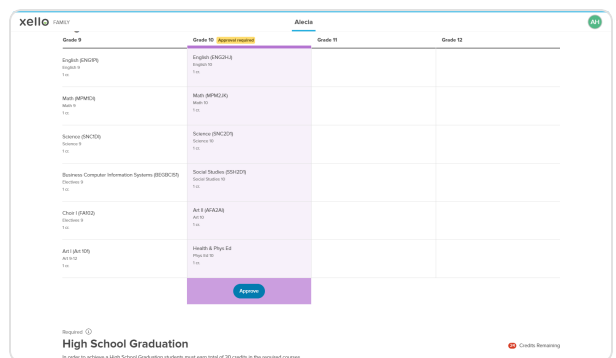 xello FAMILY
Alecia
AH
Grade 9
Grade 10 Approval required
Grade 11
Grade 12
English (ENG1P1)
English 9
1 cr.
English (ENG2HJ)
English 10
1 cr.
Math (MPM1D1)
Math 9
1 cr.
Math (MPM2JK)
Math 10
1 cr.
Science (SNC1D1)
Science 9
1 cr.
Science (SNC2D1)
Science 10
1 cr.
Business Computer Information Systems (BEGBCIS1)
Electives 9
1 cr.
Social Studies (SSH2D1)
Social Studies 10
1 cr.
Choir I (FA102)
Electives 9
1 cr.
Art II (AFA2AI)
Art 10
1 cr.
Art I (Art 101)
Art 9-12
1 cr.
Health & Phys Ed
Phys Ed 10
1 cr.
Approve
Required
High School Graduation
Credits Remaining
In order to achieve a High School Graduation students must earn total of 30 credits in the required courses